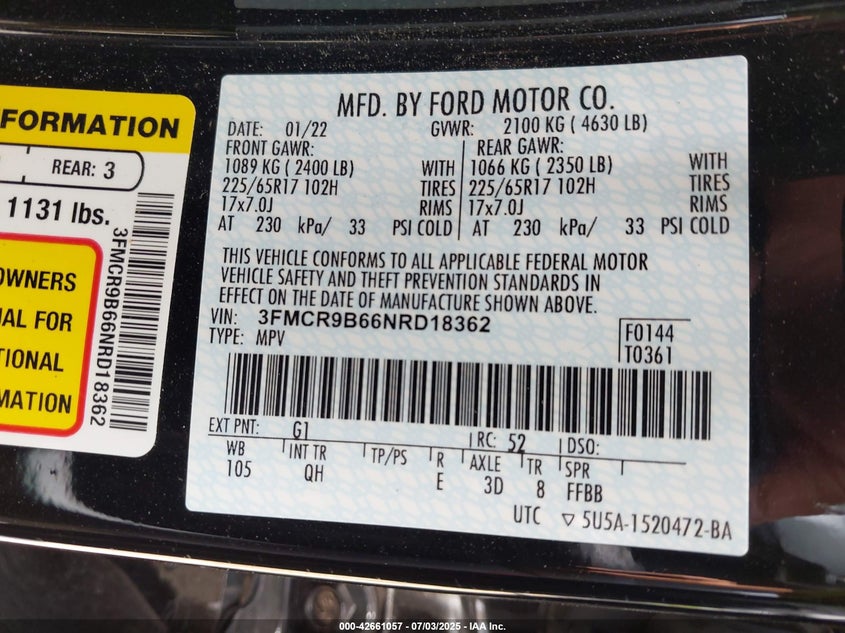 FORMATION
REAR: 3
1131 lbs.
OWNERS
AL FOR
TIONAL
MATION
3FMCR9B66NRD18362
MFD. BY FORD MOTOR CO.
DATE: 01/22 GVWR: 2100 KG ( 4630 LB)
FRONT GAWR: REAR GAWR:
1089 KG ( 2400 LB) WITH 1066 KG ( 2350 LB) WITH
225/65R17 102H TIRES 225/65R17 102H TIRES
17x7.0J RIMS 17x7.0J RIMS
AT 230 kPa/ 33 PSI COLD AT 230 kPa/ 33 PSI COLD
THIS VEHICLE CONFORMS TO ALL APPLICABLE FEDERAL MOTOR
VEHICLE SAFETY AND THEFT PREVENTION STANDARDS IN
EFFECT ON THE DATE OF MANUFACTURE SHOWN ABOVE.
VIN: 3FMCR9B66NRD18362
TYPE: MPV
F0144
T0361
EXT PNT: G1 RC: 52 DSO:
WB INT TR TP/PS R AXLE TR SPR
105 QH E 3D 8 FFBB
UTC ▽ 5U5A-1520472-BA
000-42661057 - 07/03/2025 - IAA Inc.